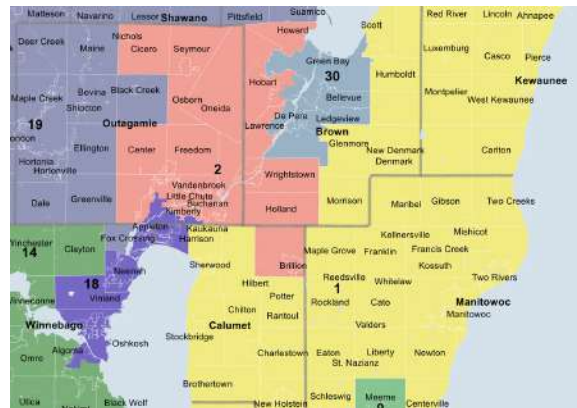 Matteson
Navarino
Lessor
Shawano
Pittsfield
Suamico
Howard
Scott
Red River
Lincoln
Ahnapee
Nichols
Deer Creek
Maine
Cicero
Seymour
Green Bay
Luxemburg
Casco
Pierce
30
Humboldt
Kewaunee
Hobart
Bovina
Black Creek
Maple Creek
Shiocton
Osborn
Oneida
Bellevue
Montpelier
West Kewaunee
De Pere
Ledgeview
19
Outagamie
Lawrence
Brown
Glenmore
Ellington
Center
Freedom
New Denmark
Denmark
Carlton
Hortonia
Hortonville
2
Wrightstown
Vandenbroek
Little Chute
Dale
Greenville
Buchanan
Kimberly
Holland
Morrison
Maribel
Gibson
Two Creeks
Appleton
Kaukauna
Fox Crossing
Harrison
Kellnersville
Mishicot
14
Clayton
Maple Grove
Franklin
Francis Creek
Sherwood
Brillion
Kossuth
Neenah
18
Vinland
Hilbert
Reedsville
1
Whitelaw
Two Rivers
Potter
Rockland
Cato
Manitowoc
Manitowoc
Chilton
Rantoul
Winnebago
Calumet
Valders
Stockbridge
Oshkosh
Algoma
Omro
Charlestown
Eaton
Liberty
Newton
St. Nazianz
Brothertown
Utica
Black Wolf
New Holstein
Schleswig
Meeme
Centerville